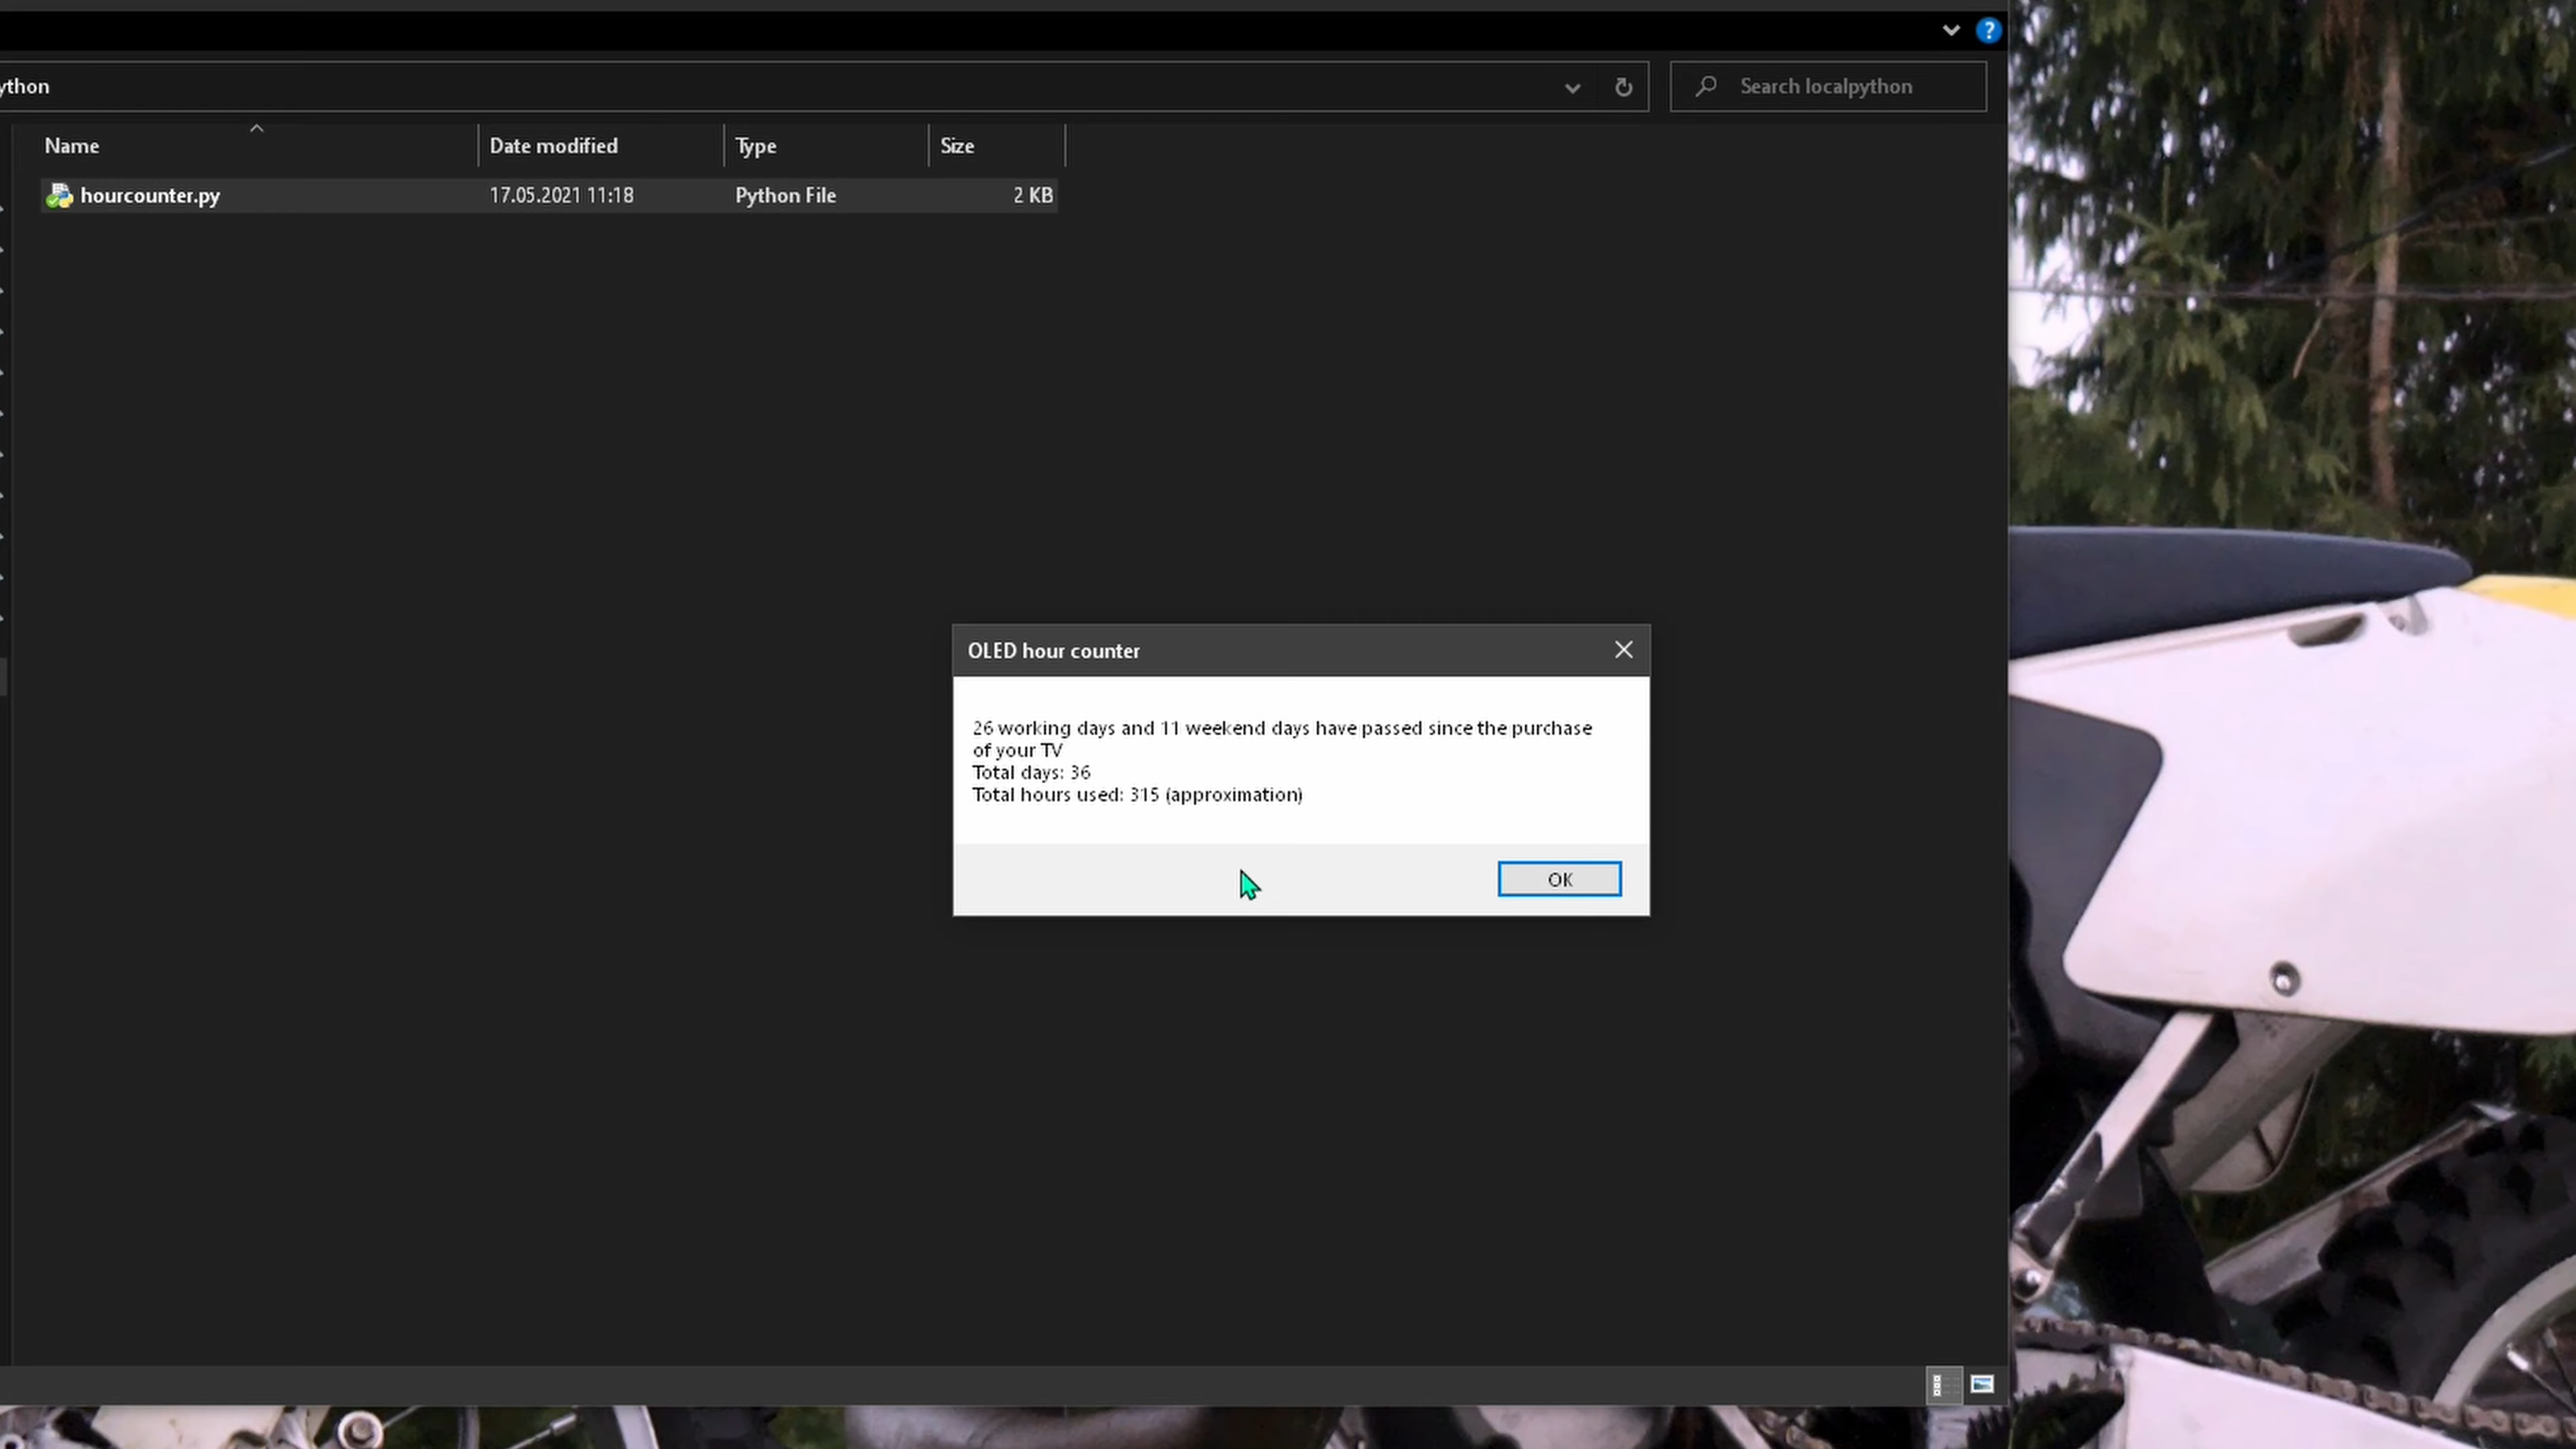 ?
ython
Search localpython
Name Date modified Type Size
hourcounter.py 17.05.2021 11:18 Python File 2 KB
OLED hour counter
26 working days and 11 weekend days have passed since the purchase
of your TV
Total days: 36
Total hours used: 315 (approximation)
OK